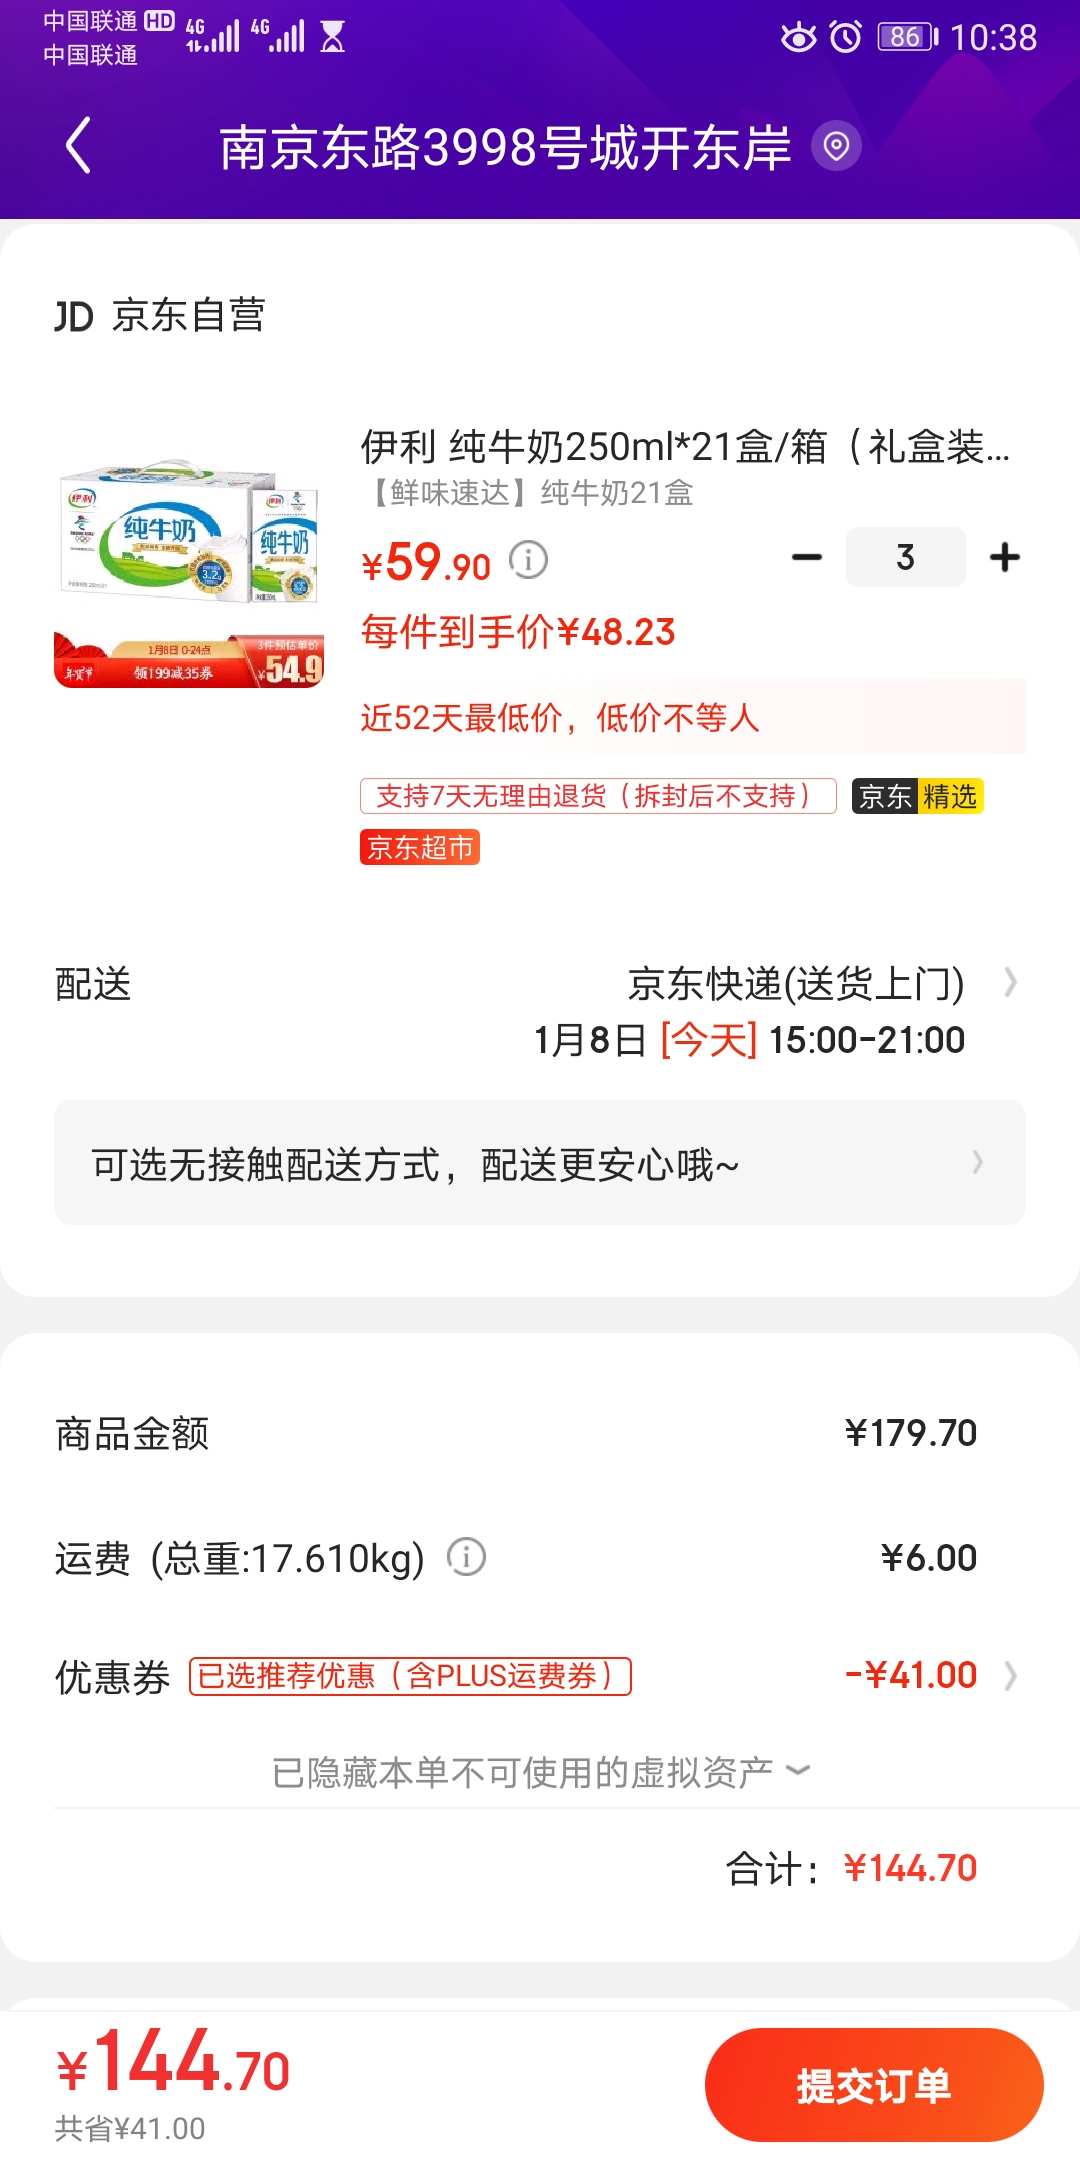 中国联通 HD 4G 4G 86 10:38
中国联通
南京东路3998号城开东岸
JD 京东自营
伊利 纯牛奶250ml*21盒/箱（礼盒装...
【鲜味速达】纯牛奶21盒
¥59.90
3
每件到手价¥48.23
近52天最低价，低价不等人
支持7天无理由退货（拆封后不支持） 京东精选
京东超市
伊利
纯牛奶
伊利
纯牛奶
3.2g
1月8日 0-24点
3件预估单价
年货节
领199减35券
¥54.9
配送 京东快递(送货上门)
1月8日 [今天] 15:00-21:00
可选无接触配送方式，配送更安心哦~
商品金额 ¥179.70
运费 (总重:17.610kg) ¥6.00
优惠券 已选推荐优惠（含PLUS运费券） -¥41.00
已隐藏本单不可使用的虚拟资产
合计： ¥144.70
¥144.70
共省¥41.00
提交订单